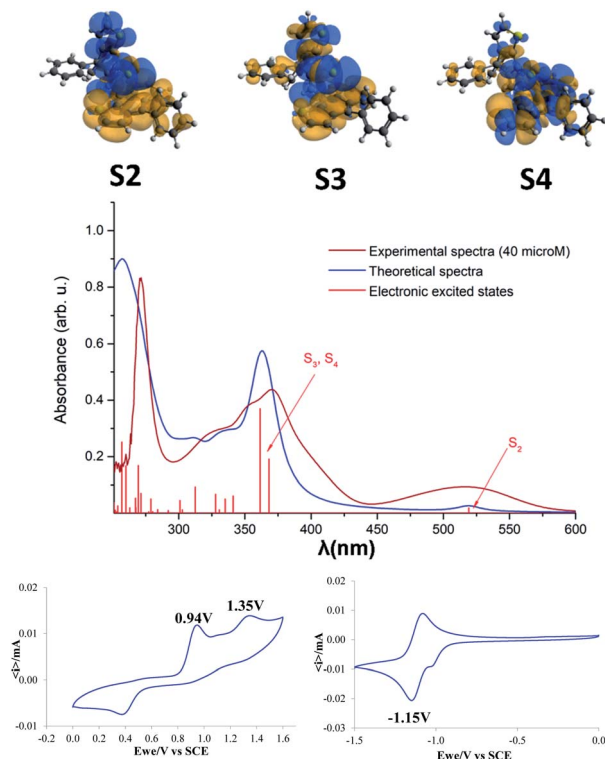 S2 S3 S4
1.0
0.8
0.6
0.4
0.2
Absorbance (arb. u.)
Experimental spectra (40 microM)
Theoretical spectra
Electronic excited states
S3, S4
S2
300 350 400 450 500 550 600
λ(nm)
0.02
0.01
0.00
-0.01
<i>/mA
0.94V
1.35V
-0.2 0.0 0.2 0.4 0.6 0.8 1.0 1.2 1.4 1.6
Ewe/V vs SCE
0.02
0.01
0.00
-0.01
-0.02
-0.03
<i>/mA
-1.15V
-1.5 -1.0 -0.5 0.0
Ewe/V vs SCE